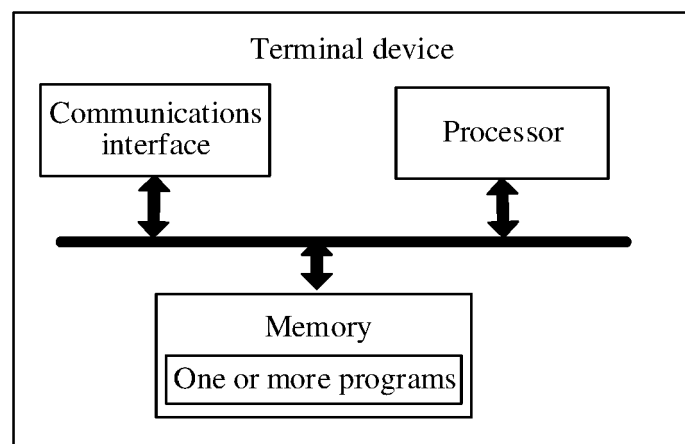 Terminal device
Communications
interface
Processor
Memory
One or more programs